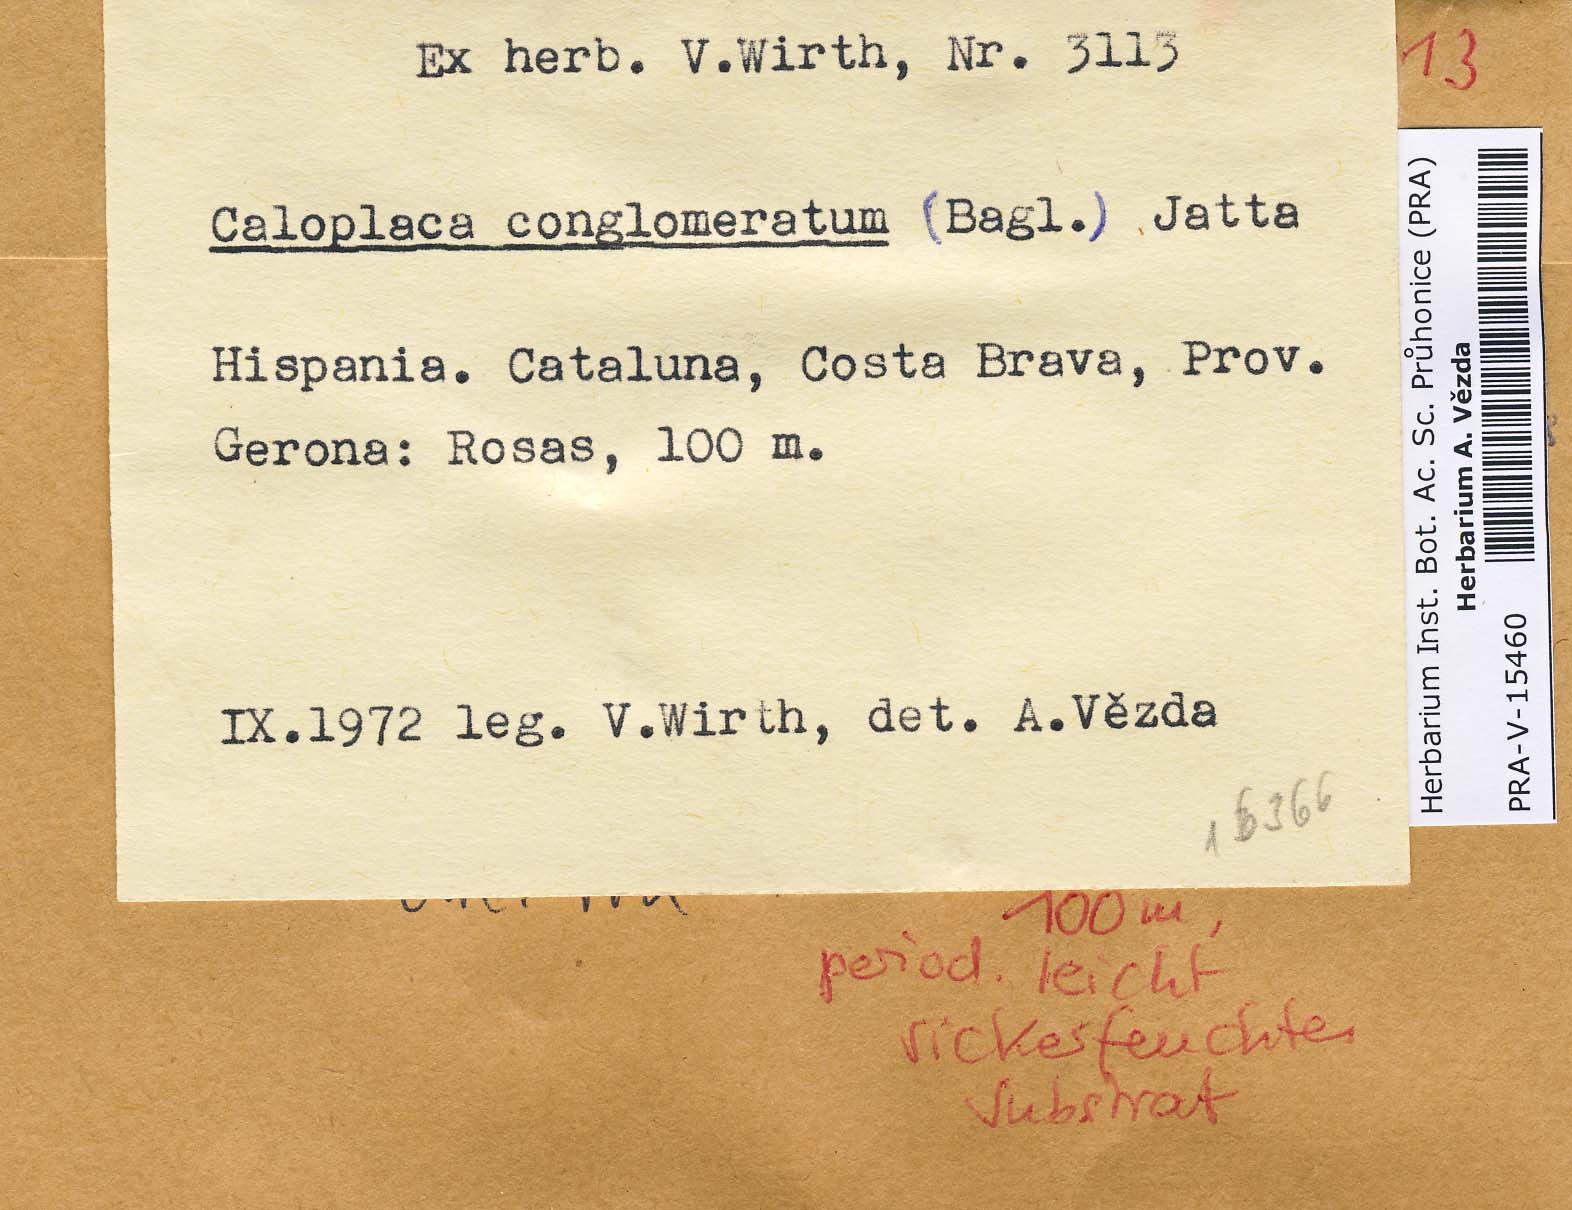 Ex herb. V.Wirth, Nr. 3113
13
Caloplaca conglomeratum (Bagl.) Jatta
Hispania. Cataluna, Costa Brava, Prov.
Gerona: Rosas, 100 m.
IX.1972 leg. V.Wirth, det. A.Vězda
Herbarium Inst. Bot. Ac. Sc. Průhonice (PRA)
Herbarium A. Vězda
PRA-V-15460
100 m,
period. leicht
sickerfeuchtes
Substrat